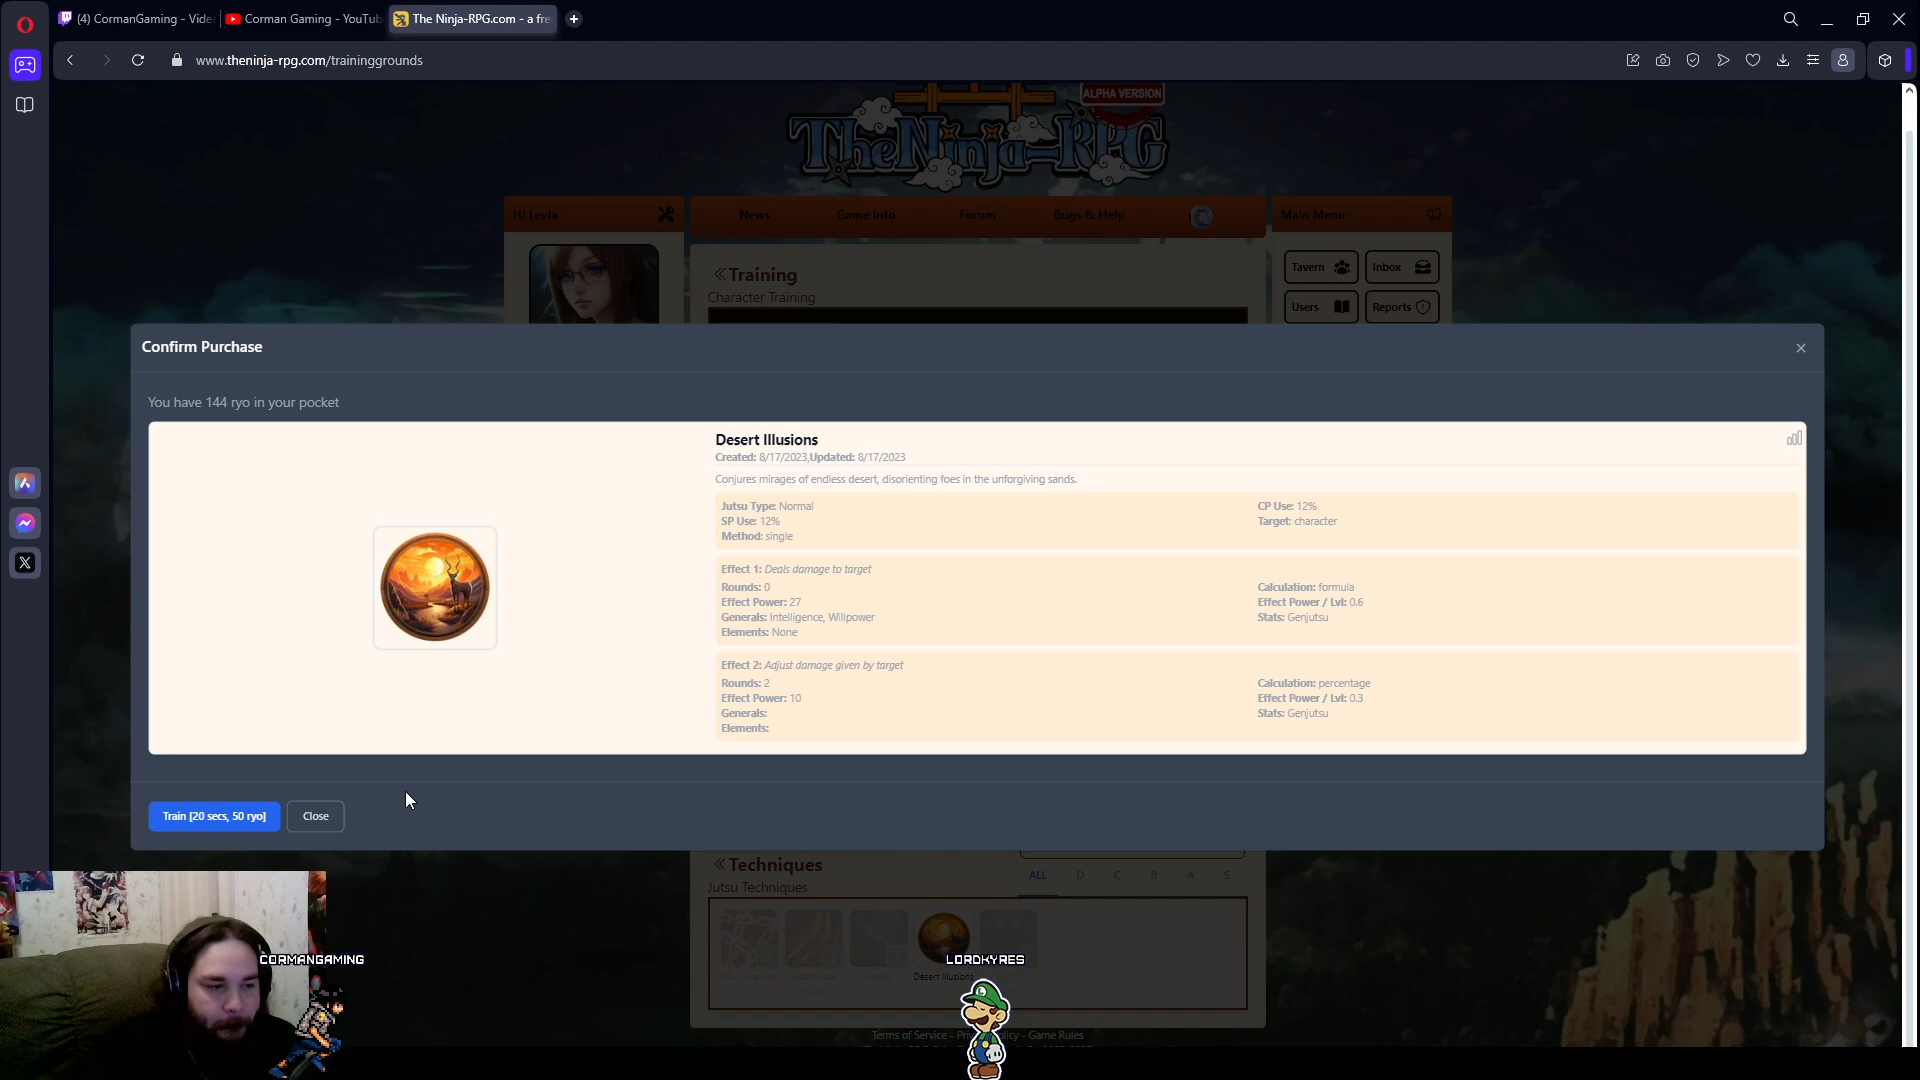 (4) CormanGaming - Vide
Corman Gaming - YouTub
The Ninja-RPG.com - a fre
www.theninja-rpg.com/traininggrounds
ALPHA VERSION
TheNinja-RPG
Hi Levia
News
Game Info
Forum
Bugs & Help
Main Menu
Training
Character Training
Tavern
Inbox
Users
Reports
Confirm Purchase
You have 144 ryo in your pocket
Desert Illusions
Created: 8/17/2023,Updated: 8/17/2023
Conjures mirages of endless desert, disorienting foes in the unforgiving sands.
Jutsu Type: Normal
CP Use: 12%
SP Use: 12%
Target: character
Method: single
Effect 1: Deals damage to target
Rounds: 0
Calculation: formula
Effect Power: 27
Effect Power / Lvl: 0.6
Generals: Intelligence, Willpower
Stats: Genjutsu
Elements: None
Effect 2: Adjust damage given by target
Rounds: 2
Calculation: percentage
Effect Power: 10
Effect Power / Lvl: 0.3
Generals:
Stats: Genjutsu
Elements:
Train [20 secs, 50 ryo]
Close
Techniques
Jutsu Techniques
ALL D C B A S
Desert Illusions
CORMANGAMING
LORDKYRES
Terms of Service - Pr
icy - Game Rules